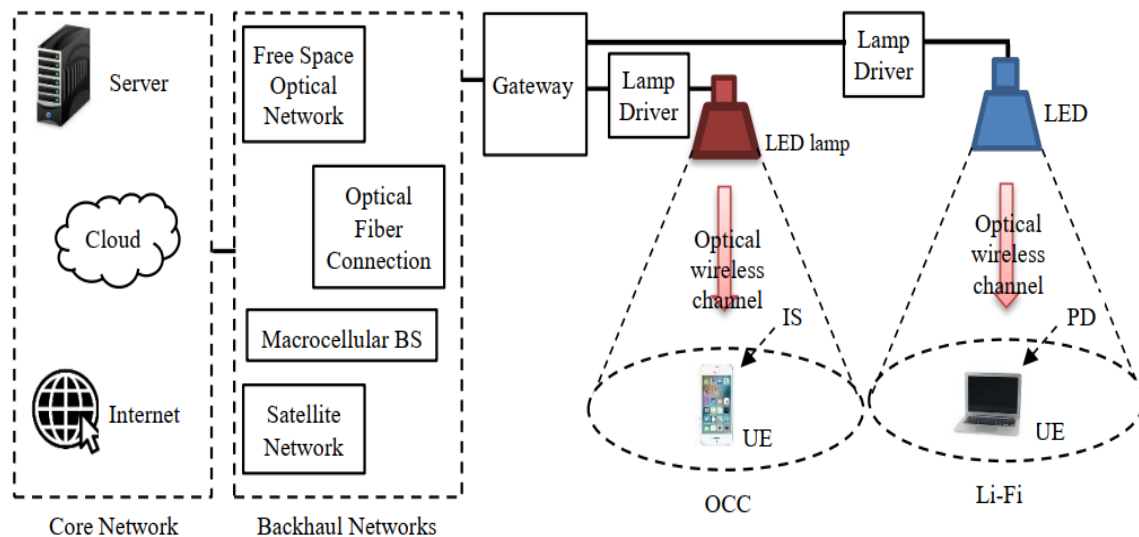 Server
Cloud
Internet
Core Network
Free Space
Optical
Network
Optical
Fiber
Connection
Macrocellular BS
Satellite
Network
Backhaul Networks
Gateway
Lamp
Driver
LED lamp
Optical
wireless
channel
IS
UE
OCC
Lamp
Driver
LED
Optical
wireless
channel
PD
UE
Li-Fi